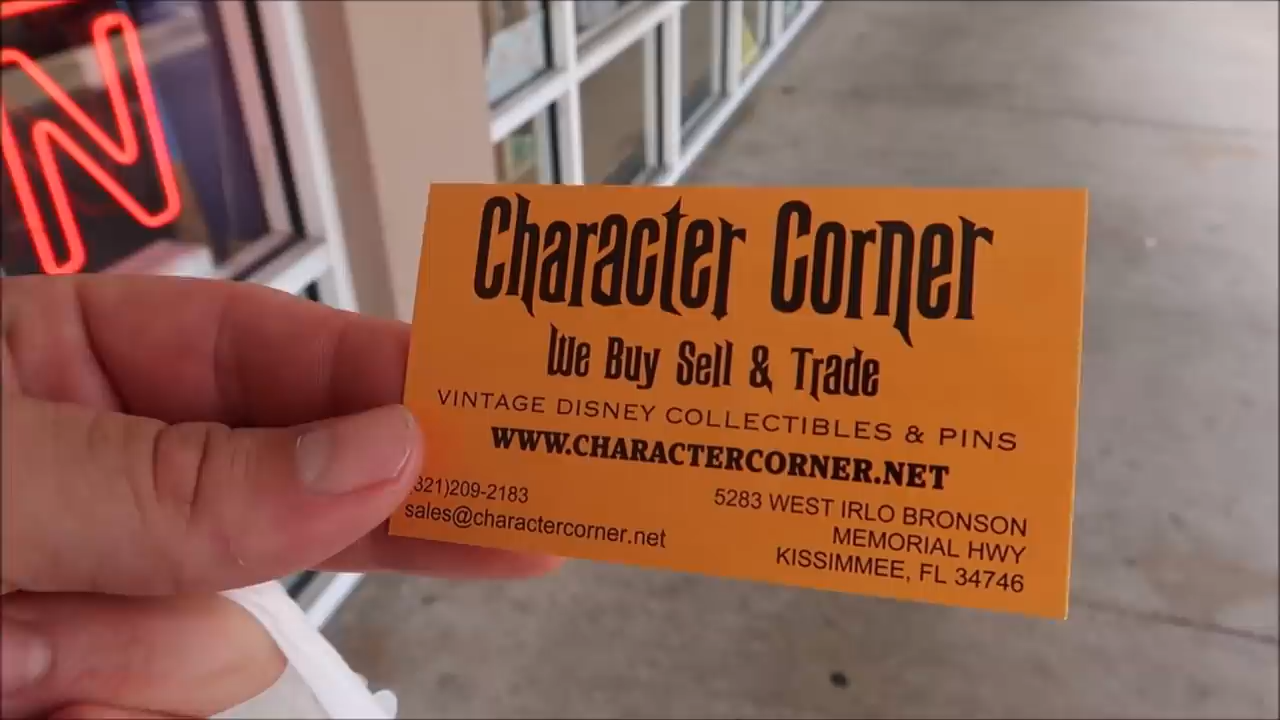 N
Character Corner
We Buy Sell & Trade
VINTAGE DISNEY COLLECTIBLES & PINS
WWW.CHARACTERCORNER.NET
321)209-2183
sales@charactercorner.net
5283 WEST IRLO BRONSON
MEMORIAL HWY
KISSIMMEE, FL 34746